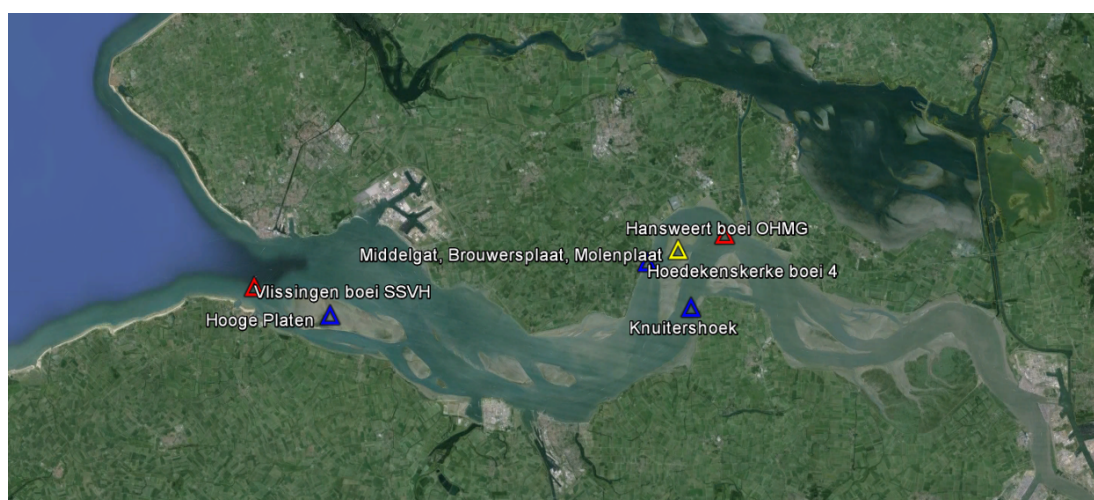 Hansweert boei OHMG
Middelgat, Brouwersplaat, Molenplaat
Hoedekenskerke boei 4
Vlissingen boei SSVH
Hooge Platen
Knuitershoek